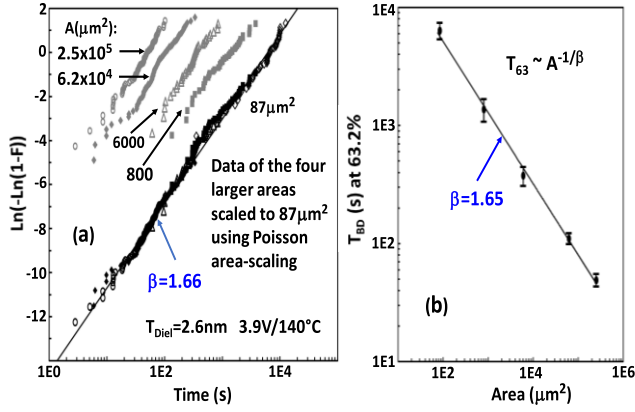 A(μm²):
2.5x10⁵
6.2x10⁴
6000
800
87μm²
Data of the four
larger areas
scaled to 87μm²
using Poisson
area-scaling
(a)
β=1.66
T_Diel=2.6nm 3.9V/140°C
Ln(-Ln(1-F))
2
0
-2
-4
-6
-8
-10
-12
1E0
1E2
1E4
Time (s)
T₆₃ ~ A^-1/β
β=1.65
(b)
T_BD (s) at 63.2%
1E4
1E3
1E2
1E1
1E0
1E2
1E4
1E6
Area (μm²)